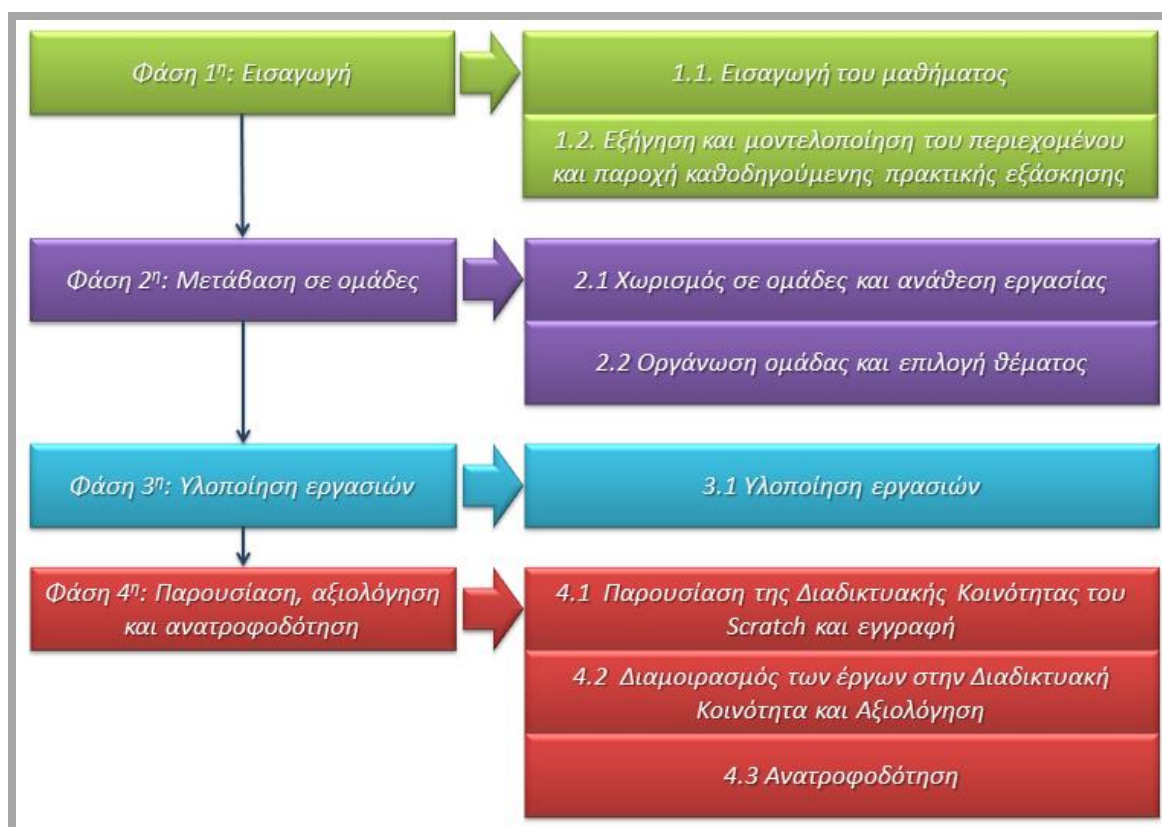 Φάση 1η: Εισαγωγή
1.1. Εισαγωγή του μαθήματος
1.2. Εξήγηση και μοντελοποίηση του περιεχομένου
και παροχή καθοδηγούμενης πρακτικής εξάσκησης
Φάση 2η: Μετάβαση σε ομάδες
2.1 Χωρισμός σε ομάδες και ανάθεση εργασίας
2.2 Οργάνωση ομάδας και επιλογή θέματος
Φάση 3η: Υλοποίηση εργασιών
3.1 Υλοποίηση εργασιών
Φάση 4η: Παρουσίαση, αξιολόγηση
και ανατροφοδότηση
4.1 Παρουσίαση της Διαδικτυακής Κοινότητας του
Scratch και εγγραφή
4.2 Διαμοιρασμός των έργων στην Διαδικτυακή
Κοινότητα και Αξιολόγηση
4.3 Ανατροφοδότηση